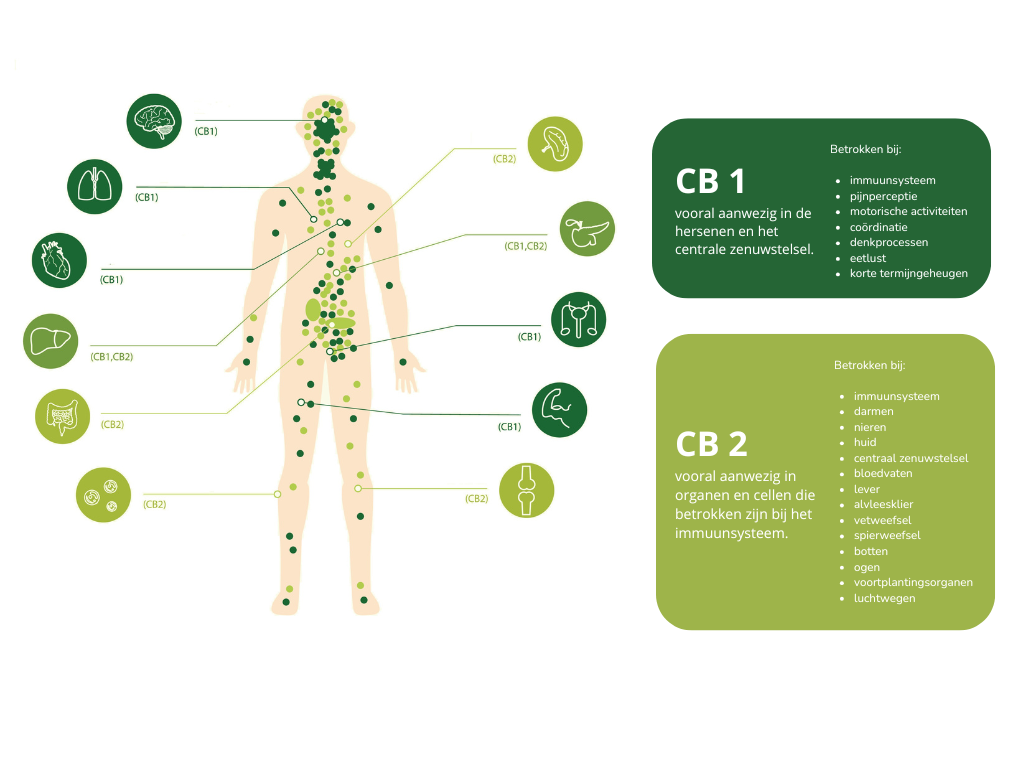 (CB1)
(CB1)
(CB1)
(CB1,CB2)
(CB2)
(CB2)
(CB2)
(CB1,CB2)
(CB1)
(CB1)
(CB2)
CB 1
vooral aanwezig in de
hersenen en het
centrale zenuwstelsel.
Betrokken bij:
• immuunsysteem
• pijnperceptie
• motorische activiteiten
• coördinatie
• denkprocessen
• eetlust
• korte termijngeheugen
CB 2
vooral aanwezig in
organen en cellen die
betrokken zijn bij het
immuunsysteem.
Betrokken bij:
• immuunsysteem
• darmen
• nieren
• huid
• centraal zenuwstelsel
• bloedvaten
• lever
• alvleesklier
• vetweefsel
• spierweefsel
• botten
• ogen
• voortplantingsorganen
• luchtwegen